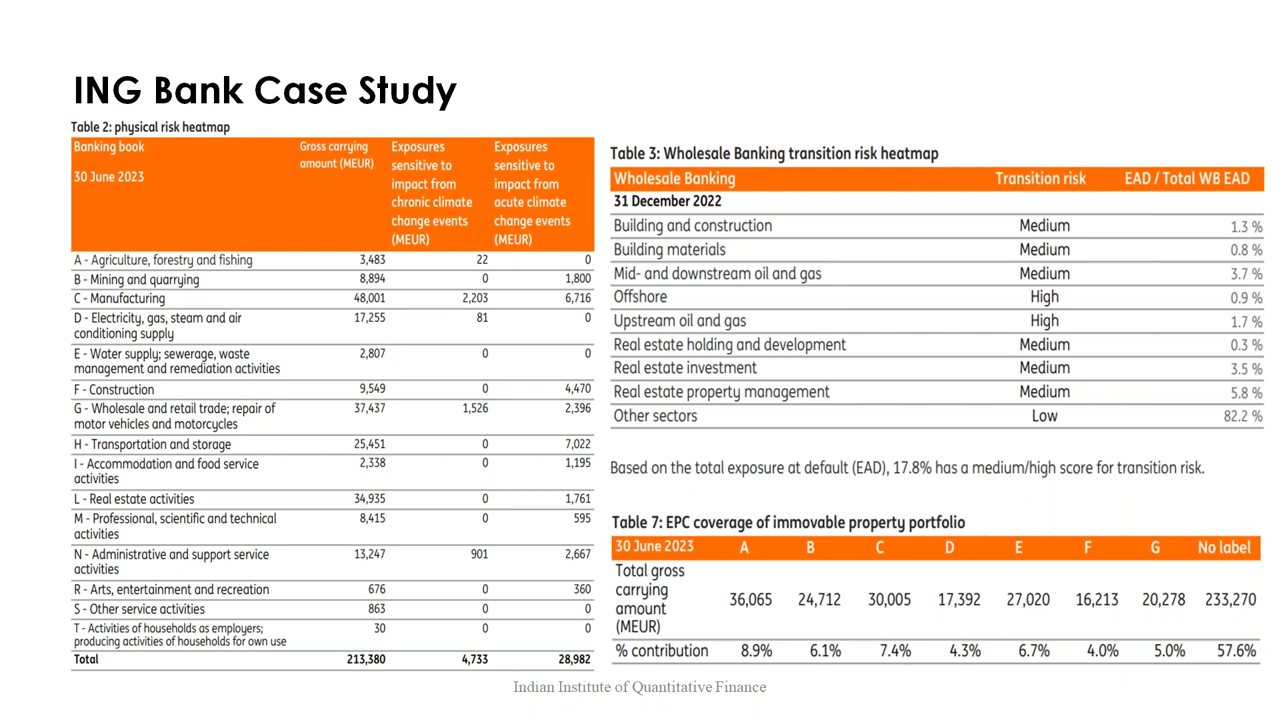 ING Bank Case Study
Table 2: physical risk heatmap
Banking book
30 June 2023
Gross carrying
amount (MEUR)
Exposures
sensitive to
impact from
chronic climate
change events
(MEUR)
Exposures
sensitive to
impact from
acute climate
change events
(MEUR)
A - Agriculture, forestry and fishing 3,483 22 0
B - Mining and quarrying 8,894 0 1,800
C - Manufacturing 48,001 2,203 6,716
D - Electricity, gas, steam and air 17,255 81 0
conditioning supply
E - Water supply; sewerage, waste 2,807 0 0
management and remediation activities
F - Construction 9,549 0 4,470
G - Wholesale and retail trade; repair of 37,437 1,526 2,396
motor vehicles and motorcycles
H - Transportation and storage 25,451 0 7,022
I - Accommodation and food service 2,338 0 1,195
activities
L - Real estate activities 34,935 0 1,761
M - Professional, scientific and technical 8,415 0 595
activities
N - Administrative and support service 13,247 901 2,667
activities
R - Arts, entertainment and recreation 676 0 360
S - Other service activities 863 0 0
T - Activities of households as employers; 30 0 0
producing activities of households for own use
Total 213,380 4,733 28,982
Table 3: Wholesale Banking transition risk heatmap
Wholesale Banking Transition risk EAD / Total WB EAD
31 December 2022
Building and construction Medium 1.3 %
Building materials Medium 0.8 %
Mid- and downstream oil and gas Medium 3.7 %
Offshore High 0.9 %
Upstream oil and gas High 1.7 %
Real estate holding and development Medium 0.3 %
Real estate investment Medium 3.5 %
Real estate property management Medium 5.8 %
Other sectors Low 82.2 %
Based on the total exposure at default (EAD), 17.8% has a medium/high score for transition risk.
Table 7: EPC coverage of immovable property portfolio
30 June 2023 A B C D E F G No label
Total gross
carrying
amount
(MEUR)
36,065 24,712 30,005 17,392 27,020 16,213 20,278 233,270
% contribution 8.9% 6.1% 7.4% 4.3% 6.7% 4.0% 5.0% 57.6%
Indian Institute of Quantitative Finance